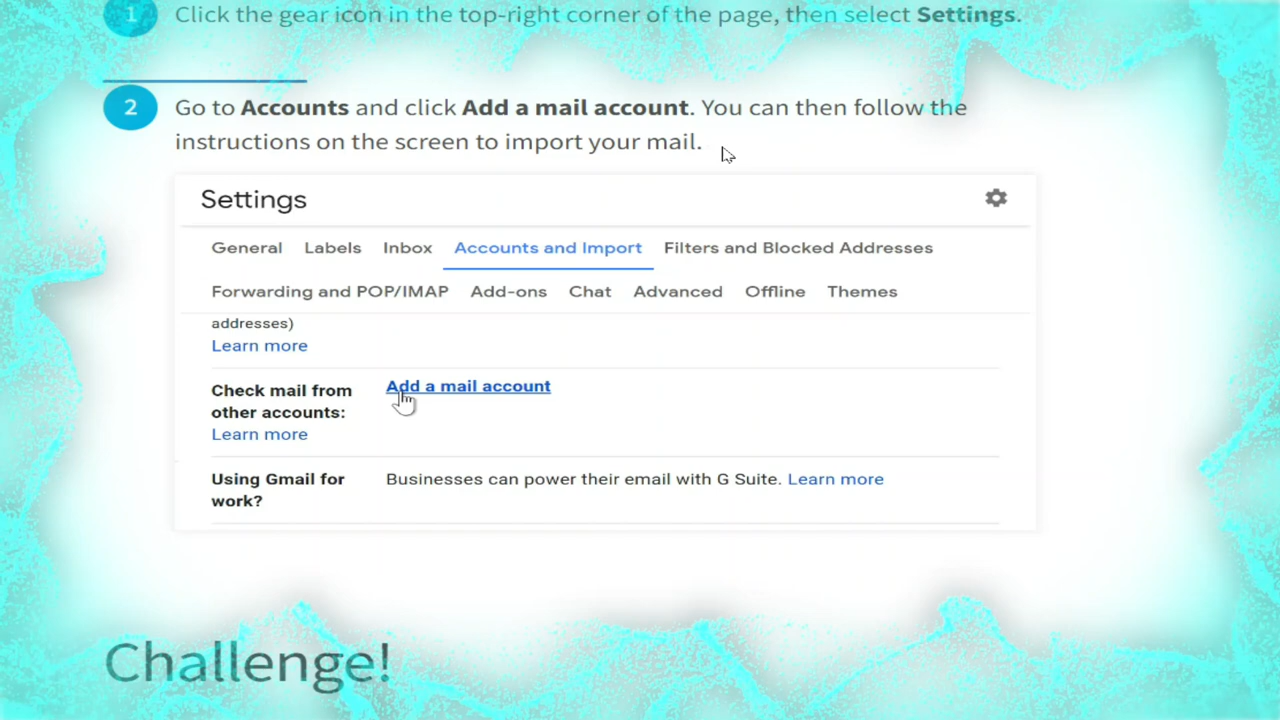 1 Click the gear icon in the top-right corner of the page, then select Settings.
2 Go to Accounts and click Add a mail account. You can then follow the
instructions on the screen to import your mail.
Settings
General Labels Inbox Accounts and Import Filters and Blocked Addresses
Forwarding and POP/IMAP Add-ons Chat Advanced Offline Themes
addresses)
Learn more
Check mail from
other accounts:
Learn more
Add a mail account
Using Gmail for
work?
Businesses can power their email with G Suite. Learn more
Challenge!